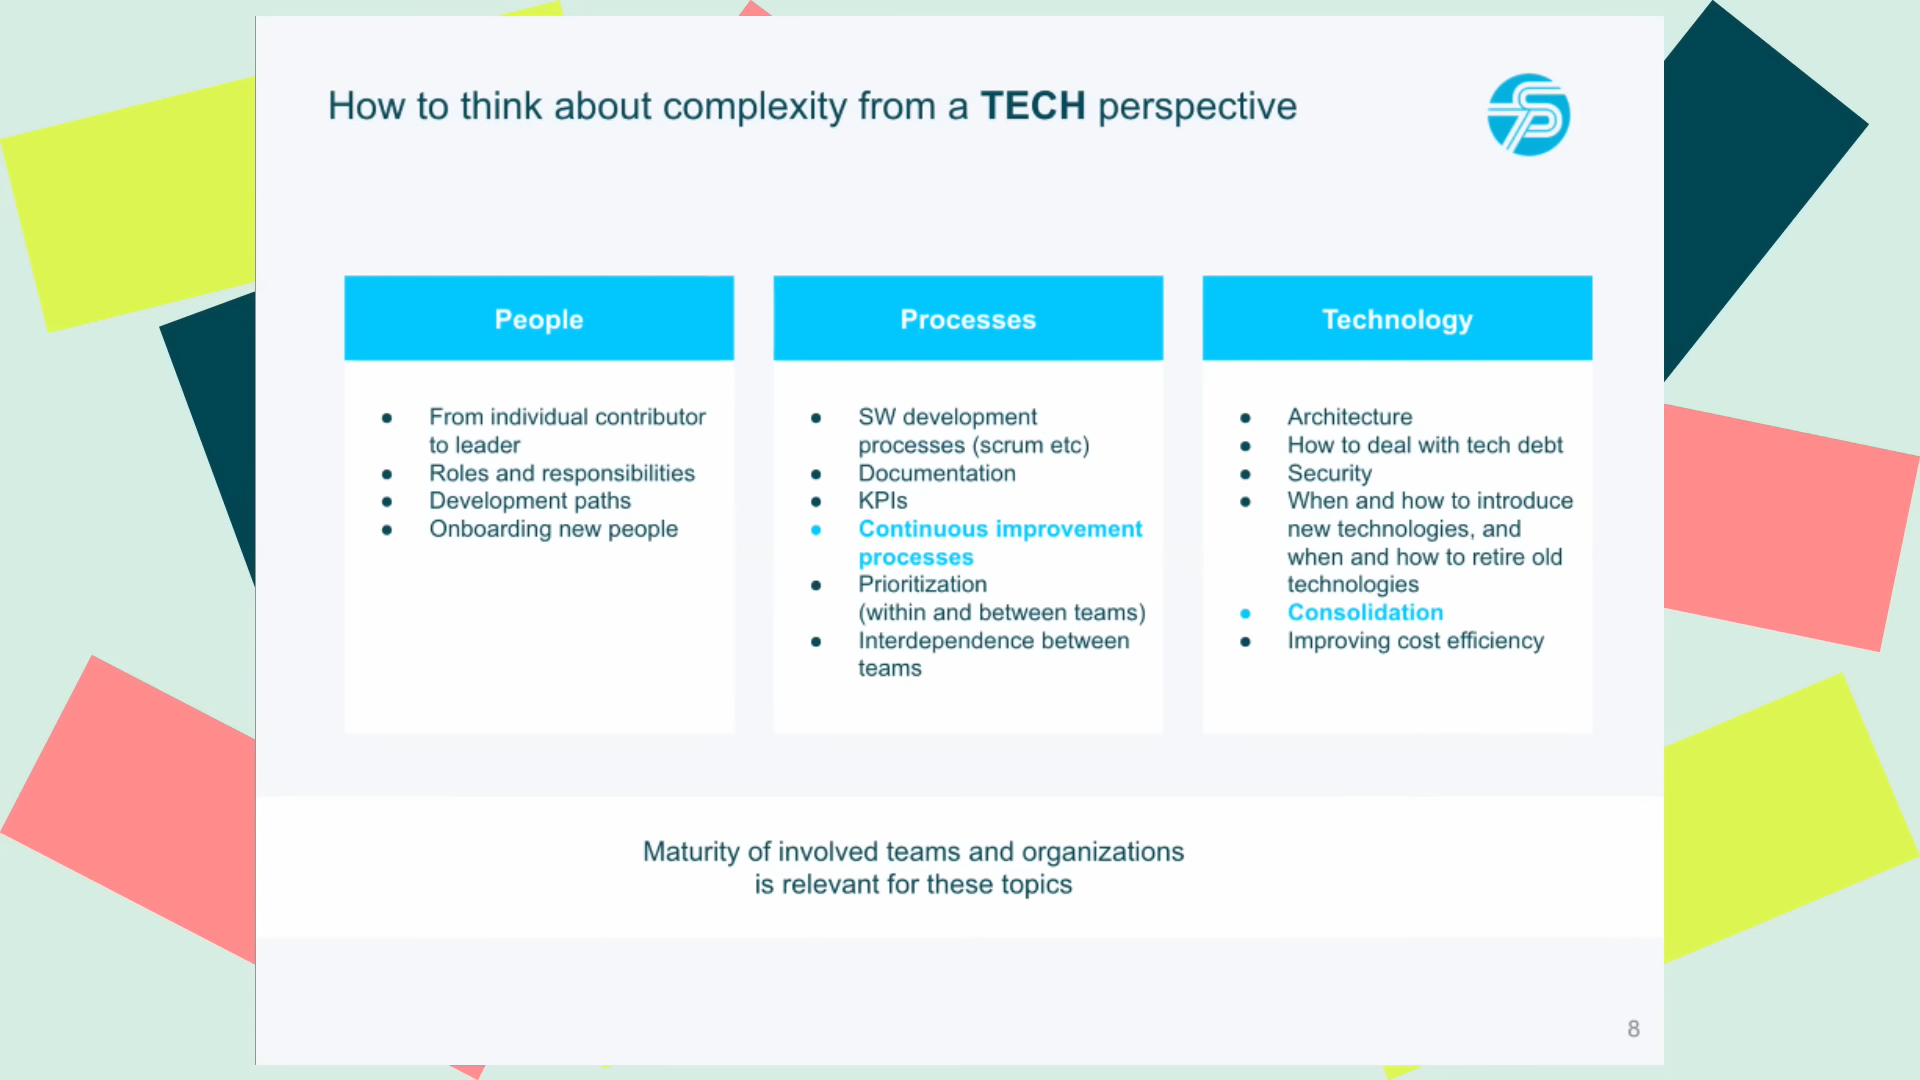 How to think about complexity from a TECH perspective
People
From individual contributor
to leader
Roles and responsibilities
Development paths
Onboarding new people
Processes
SW development
processes (scrum etc)
Documentation
KPIs
Continuous improvement
processes
Prioritization
(within and between teams)
Interdependence between
teams
Technology
Architecture
How to deal with tech debt
Security
When and how to introduce
new technologies, and
when and how to retire old
technologies
Consolidation
Improving cost efficiency
Maturity of involved teams and organizations
is relevant for these topics
8